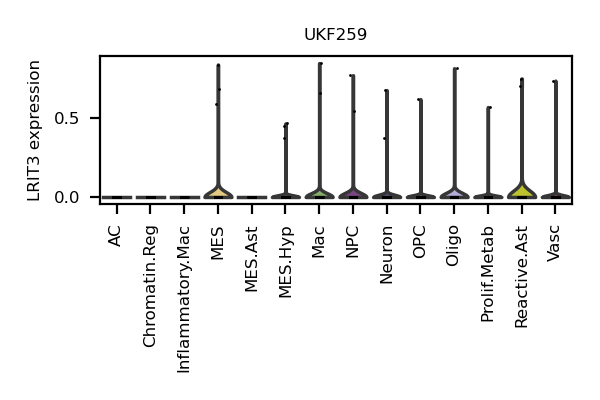 UKF259
LRIT3 expression
0.5
0.0
AC
Chromatin.Reg
Inflammatory.Mac
MES
MES.Ast
MES.Hyp
Mac
NPC
Neuron
OPC
Oligo
Prolif.Metab
Reactive.Ast
Vasc